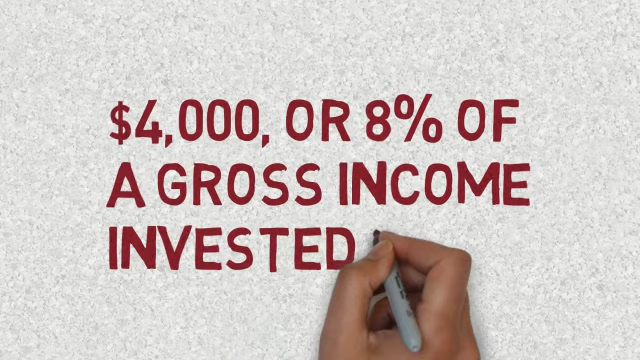 $4,000, OR 8% OF
A GROSS INCOME
INVESTED